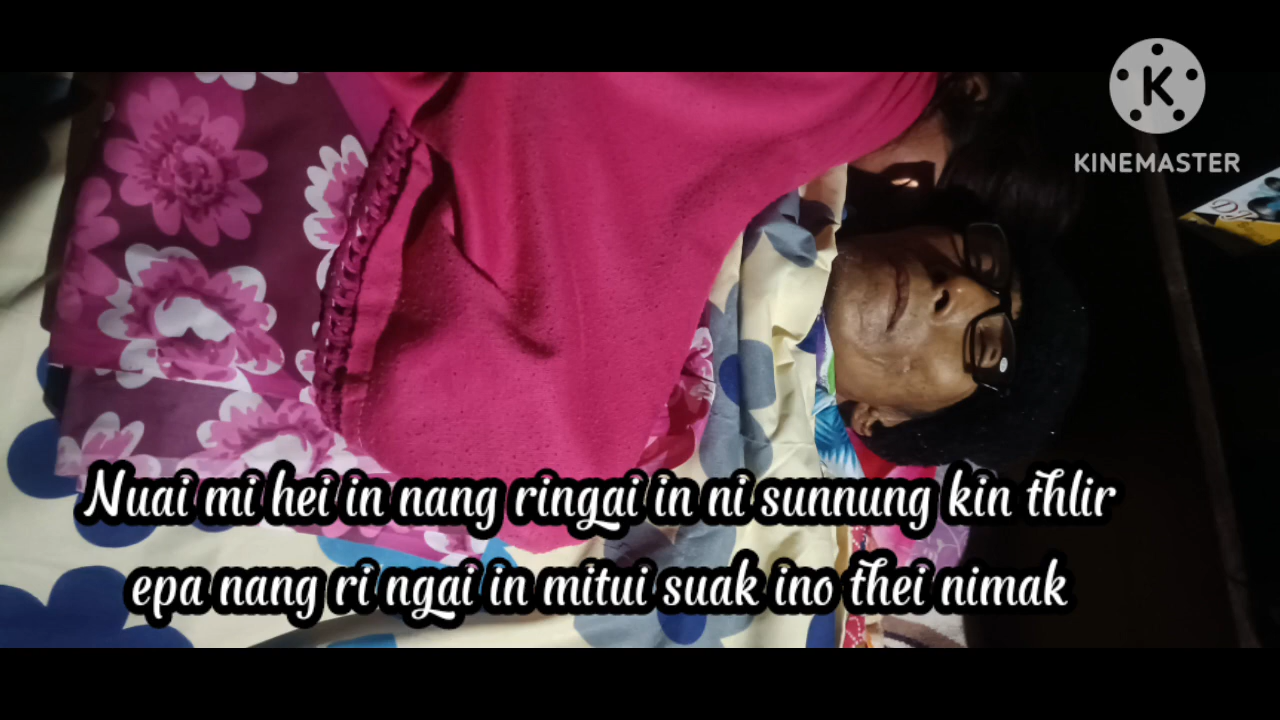 KINEMASTER
Nuai mi hei in nang ringai in ni sunnung kin thlir
epa nang ri ngai in mitui suak ino thei nimak